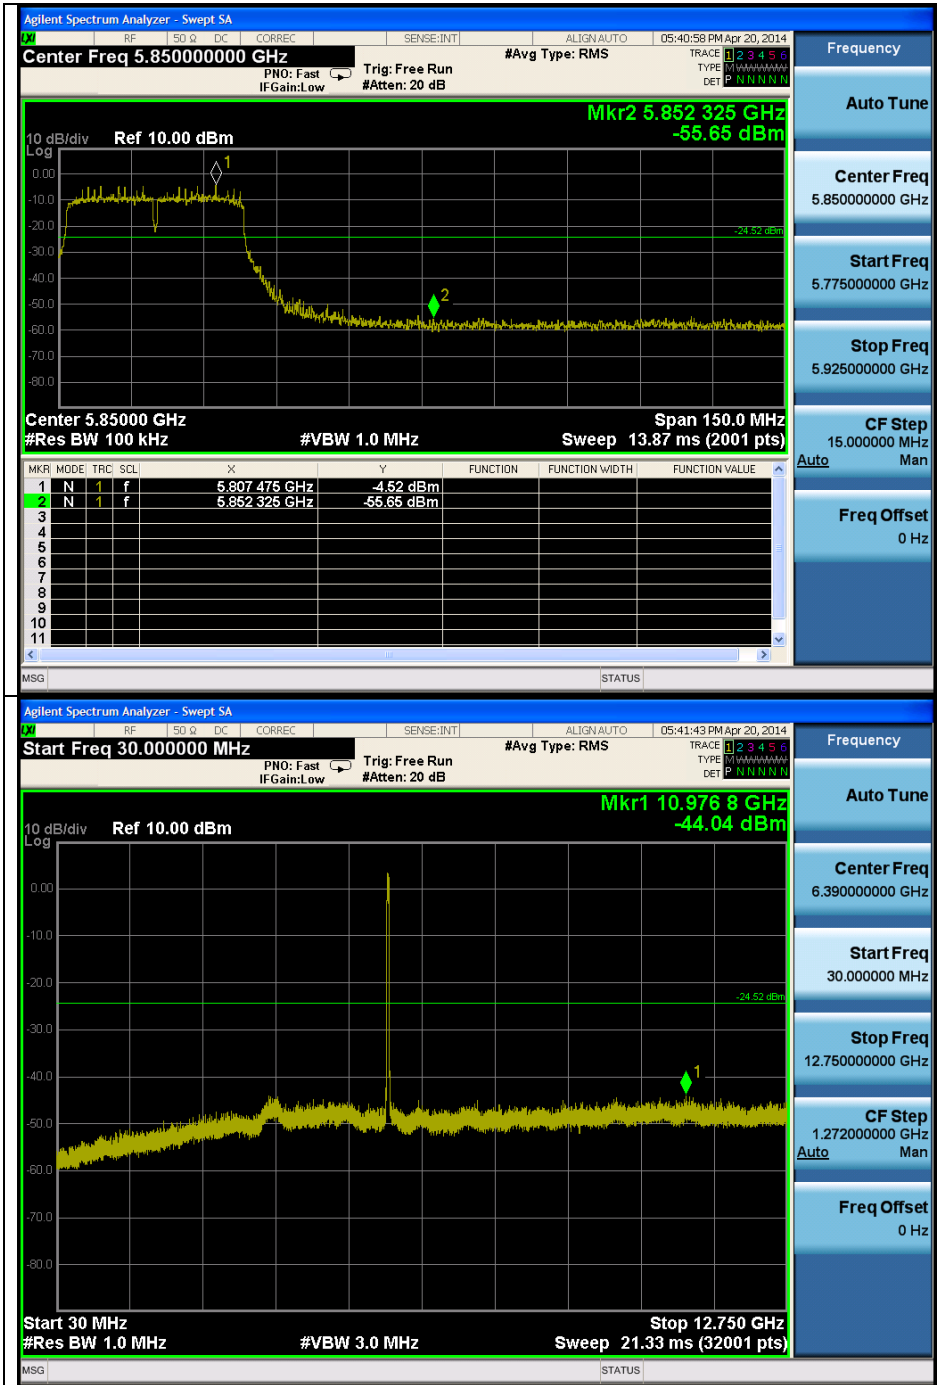 Agilent Spectrum Analyzer - Swept SA
LXI RF 50 Ω DC CORREC SENSE:INT ALIGN AUTO 05:40:58 PM Apr 20, 2014
Center Freq 5.850000000 GHz
PNO: Fast
IFGain:Low
Trig: Free Run
#Atten: 20 dB
#Avg Type: RMS
TRACE 1 2 3 4 5 6
TYPE M WWWWW
DET P N N N N N
Mkr2 5.852 325 GHz
-55.65 dBm
10 dB/div Ref 10.00 dBm
Log
0.00
-10.0
-20.0
-30.0
-40.0
-50.0
-60.0
-70.0
-80.0
1
-24.52 dBm
2
Center 5.85000 GHz Span 150.0 MHz
#Res BW 100 kHz #VBW 1.0 MHz Sweep 13.87 ms (2001 pts)
MKR MODE TRC SCL X Y FUNCTION FUNCTION WIDTH FUNCTION VALUE
1 N 1 f 5.807 475 GHz -4.52 dBm
2 N 1 f 5.852 325 GHz -55.65 dBm
3
4
5
6
7
8
9
10
11
MSG STATUS
Frequency
Auto Tune
Center Freq
5.850000000 GHz
Start Freq
5.775000000 GHz
Stop Freq
5.925000000 GHz
CF Step
15.000000 MHz
Auto Man
Freq Offset
0 Hz
Agilent Spectrum Analyzer - Swept SA
LXI RF 50 Ω DC CORREC SENSE:INT ALIGN AUTO 05:41:43 PM Apr 20, 2014
Start Freq 30.000000 MHz
PNO: Fast
IFGain:Low
Trig: Free Run
#Atten: 20 dB
#Avg Type: RMS
TRACE 1 2 3 4 5 6
TYPE M WWWWW
DET P N N N N N
Mkr1 10.976 8 GHz
-44.04 dBm
10 dB/div Ref 10.00 dBm
Log
0.00
-10.0
-20.0
-30.0
-40.0
-50.0
-60.0
-70.0
-80.0
-24.52 dBm
1
Start 30 MHz Stop 12.750 GHz
#Res BW 1.0 MHz #VBW 3.0 MHz Sweep 21.33 ms (32001 pts)
MSG STATUS
Frequency
Auto Tune
Center Freq
6.390000000 GHz
Start Freq
30.000000 MHz
Stop Freq
12.750000000 GHz
CF Step
1.272000000 GHz
Auto Man
Freq Offset
0 Hz